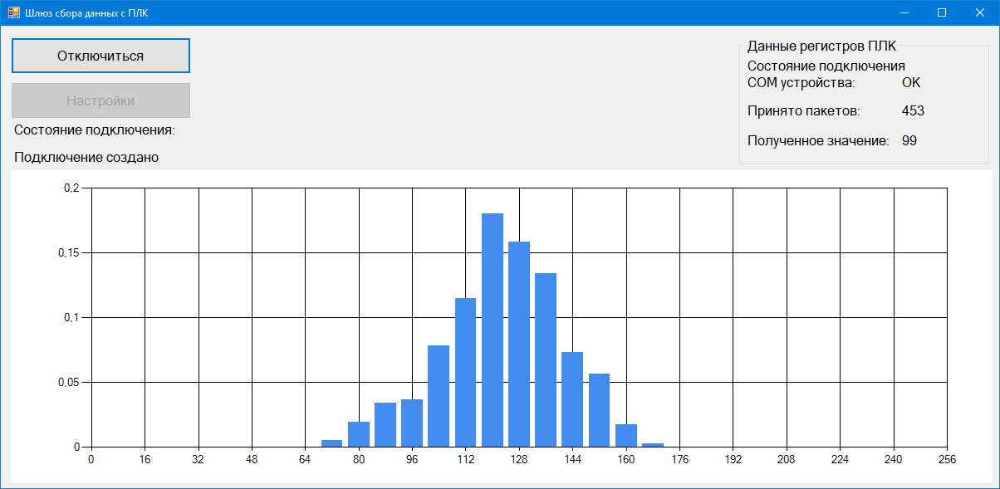 Шлюз сбора данных с ПЛК
Отключиться
Настройки
Состояние подключения:
Подключение создано
Данные регистров ПЛК
Состояние подключения
COM устройства: OK
Принято пакетов: 453
Полученное значение: 99
0,2
0,15
0,1
0,05
0
0 16 32 48 64 80 96 112 128 144 160 176 192 208 224 240 256